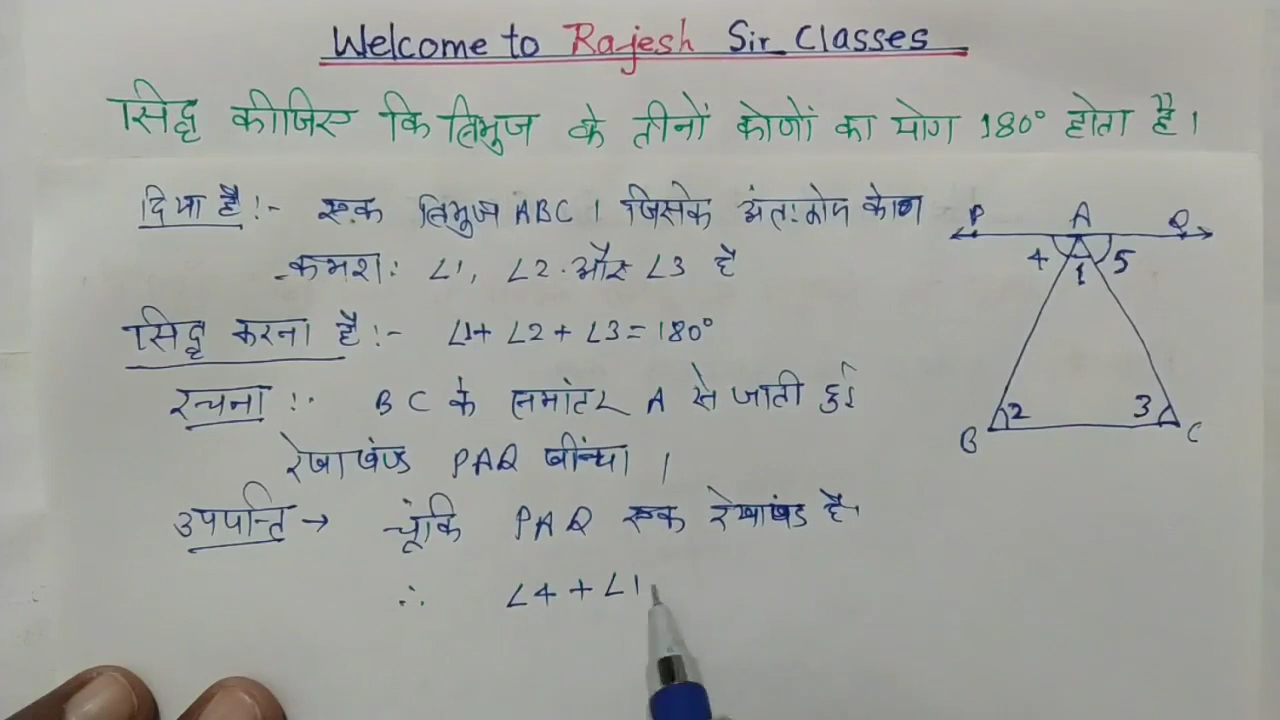 Welcome to Rajesh Sir Classes
सिद्ध कीजिए कि त्रिभुज के तीनों कोणों का योग 180° होता है।
दिया है:- एक त्रिभुज ABC । जिसके अंतः कोण
क्रमशः ∠1, ∠2 और ∠3 है
सिद्ध करना है:- ∠1+ ∠2 + ∠3 = 180°
रचना :- BC के समांतर A से जाती हुई
रेखाखंड PAQ खींचा ।
उपपत्ति → चूंकि PAQ एक रेखाखंड है
∴ ∠4 + ∠1
P A Q
4 1 5
2 3
B C